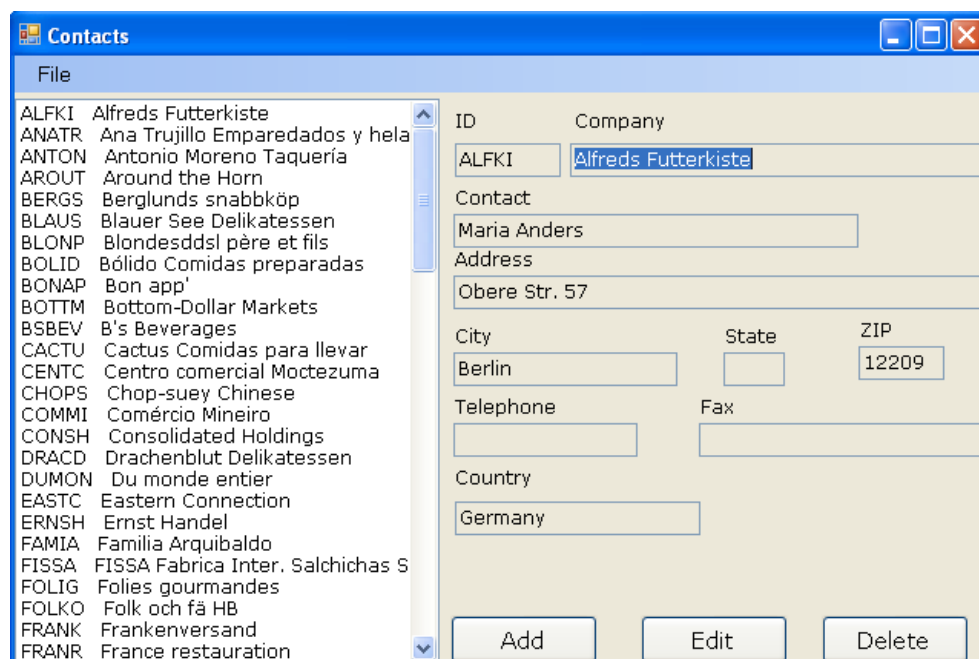 Contacts
File
ALFKI Alfreds Futterkiste
ANATR Ana Trujillo Emparedados y hela
ANTON Antonio Moreno Taquería
AROUT Around the Horn
BERGS Berglunds snabbköp
BLAUS Blauer See Delikatessen
BLONP Blondesddsl père et fils
BOLID Bólido Comidas preparadas
BONAP Bon app'
BOTTM Bottom-Dollar Markets
BSBEV B's Beverages
CACTU Cactus Comidas para llevar
CENTC Centro comercial Moctezuma
CHOPS Chop-suey Chinese
COMMI Comércio Mineiro
CONSH Consolidated Holdings
DRACD Drachenblut Delikatessen
DUMON Du monde entier
EASTC Eastern Connection
ERNSH Ernst Handel
FAMIA Familia Arquibaldo
FISSA FISSA Fabrica Inter. Salchichas S
FOLIG Folies gourmandes
FOLKO Folk och fä HB
FRANK Frankenversand
FRANR France restauration
ID Company
ALFKI Alfreds Futterkiste
Contact
Maria Anders
Address
Obere Str. 57
City State ZIP
Berlin 12209
Telephone Fax
Country
Germany
Add Edit Delete